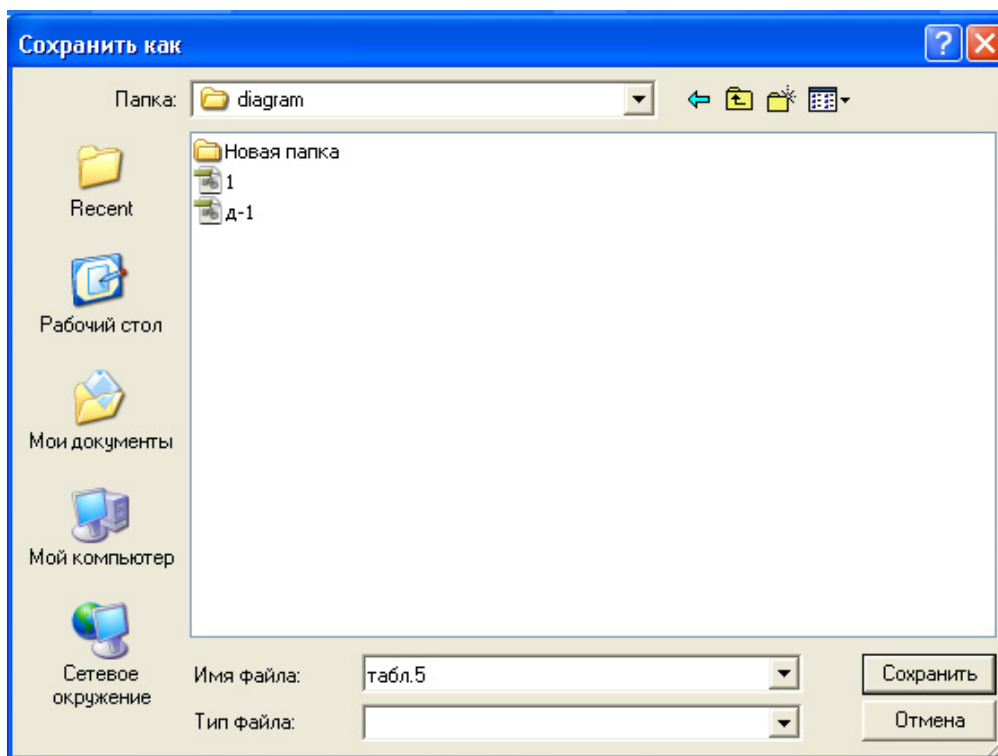 Сохранить как
Папка:
diagram
Новая папка
1
д-1
Recent
Рабочий стол
Мои документы
Мой компьютер
Сетевое
окружение
Имя файла:
табл.5
Сохранить
Тип файла:
Отмена